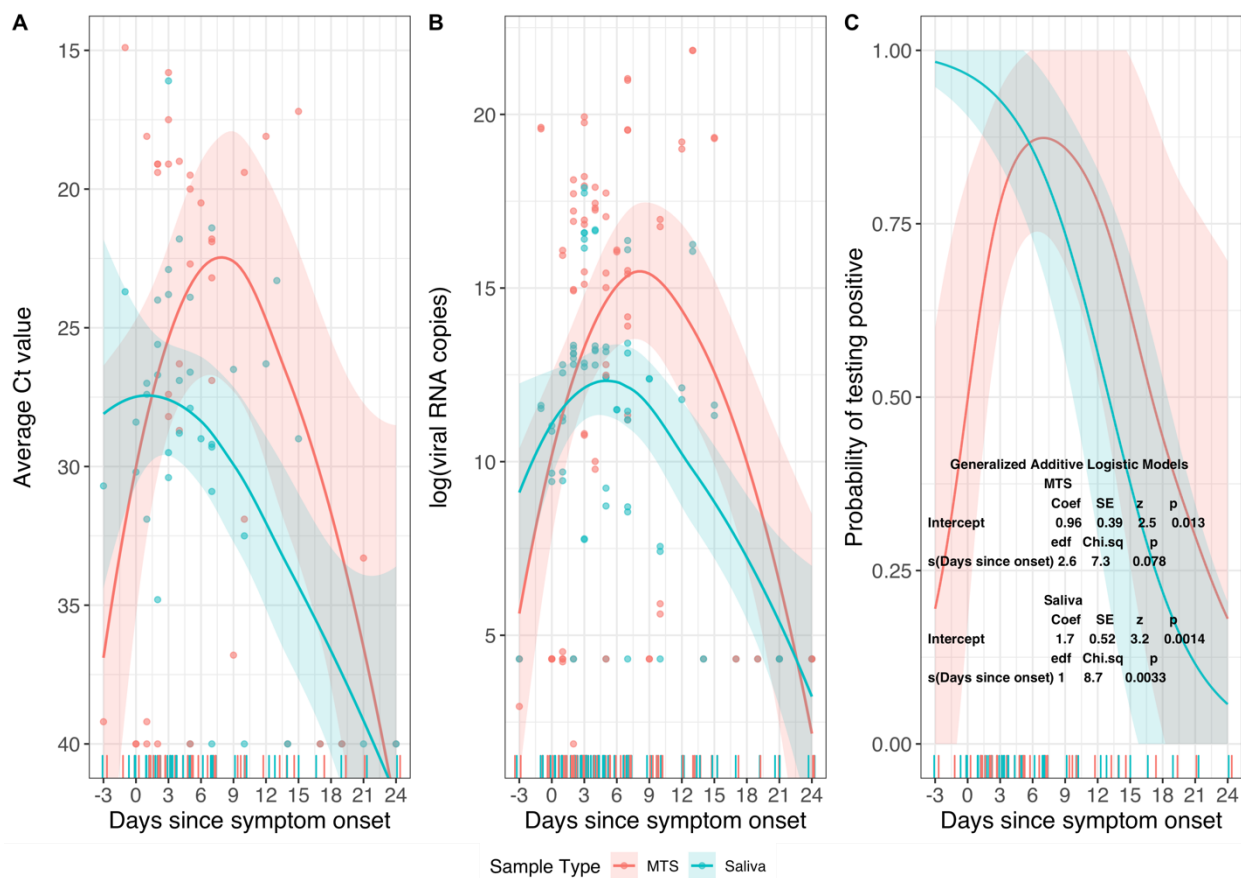 A
B
C
Average Ct value
15
20
25
30
35
40
-3 0 3 6 9 12 15 18 21 24
Days since symptom onset
log(viral RNA copies)
20
15
10
5
-3 0 3 6 9 12 15 18 21 24
Days since symptom onset
Probability of testing positive
1.00
0.75
0.50
0.25
0.00
Generalized Additive Logistic Models
MTS
Coef SE z p
Intercept 0.96 0.39 2.5 0.013
edf Chi.sq p
s(Days since onset) 2.6 7.3 0.078
Saliva
Coef SE z p
Intercept 1.7 0.52 3.2 0.0014
edf Chi.sq p
s(Days since onset) 1 8.7 0.0033
-3 0 3 6 9 12 15 18 21 24
Days since symptom onset
Sample Type MTS Saliva